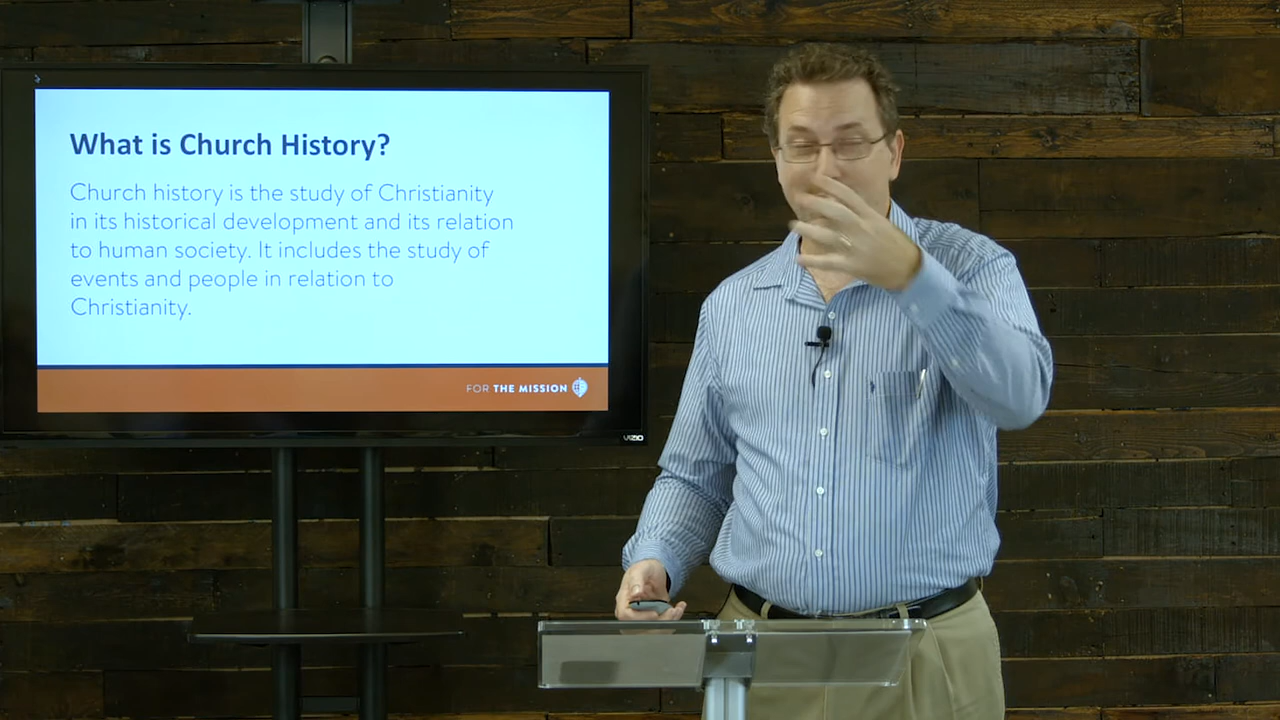 What is Church History?
Church history is the study of Christianity
in its historical development and its relation
to human society. It includes the study of
events and people in relation to
Christianity.
FOR THE MISSION
VIZIO